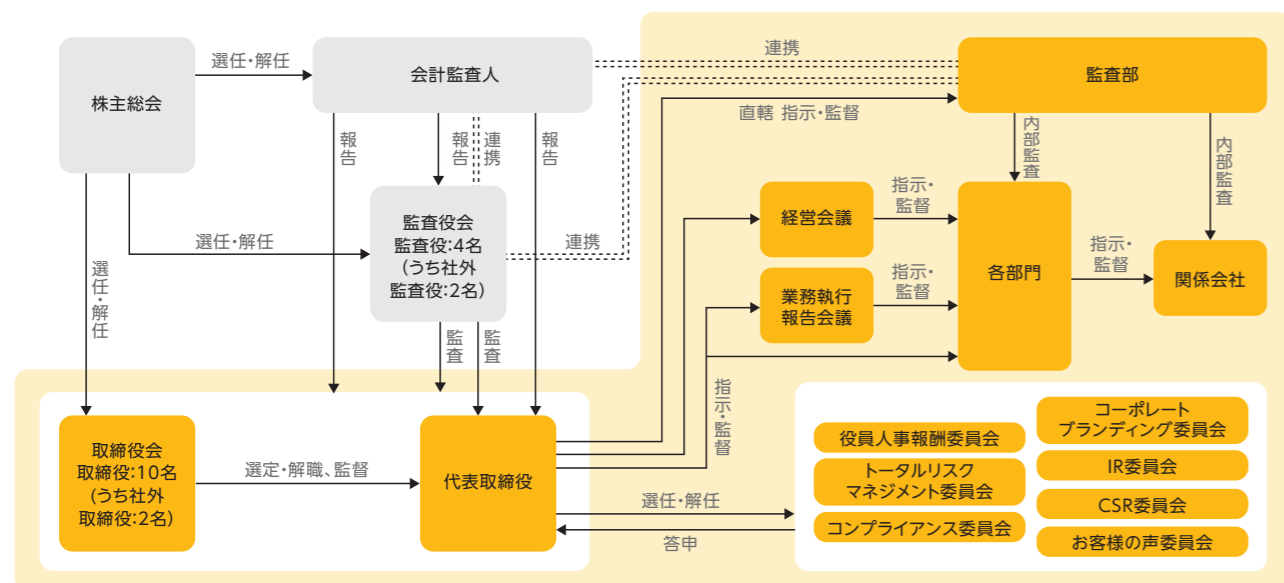 選任・解任
会計監査人
連携
監査部
株主総会
直轄 指示・監督
報告
報告
連携
報告
内部監査
内部監査
監査役会
監査役:4名
(うち社外
監査役:2名)
選任・解任
連携
経営会議
指示・
監督
各部門
指示・
監督
関係会社
選任・解任
業務執行
報告会議
指示・
監督
監査
監査
指示・監督
取締役会
取締役:10名
(うち社外
取締役:2名)
選定・解職、監督
代表取締役
選任・解任
答申
役員人事報酬委員会
トータルリスク
マネジメント委員会
コンプライアンス委員会
コーポレート
ブランディング委員会
IR委員会
CSR委員会
お客様の声委員会